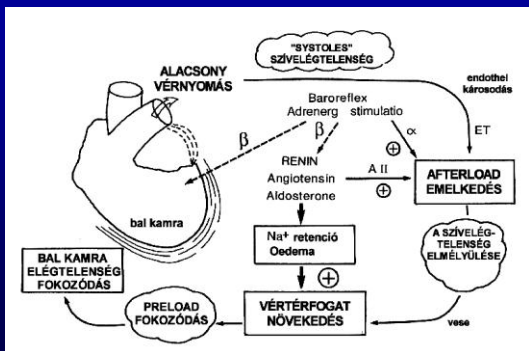 "SYSTOLES"
SZÍVELÉGTELENSÉG
ALACSONY
VÉRNYOMÁS
endothel
károsodás
Baroreflex
Adrenerg stimulatio
β
β
α
ET
⊕
RENIN
Angiotensin
Aldosterone
A II
⊕
AFTERLOAD
EMELKEDÉS
bal kamra
Na⁺ retenció
Oedema
A SZÍVELÉG-
TELENSÉG
ELMÉLYÜLÉSE
BAL KAMRA
ELÉGTELENSÉG
FOKOZÓDÁS
⊕
PRELOAD
FOKOZÓDÁS
VÉRTÉRFOGAT
NÖVEKEDÉS
vese